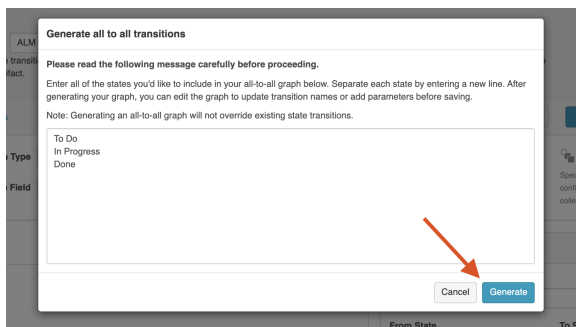 Generate all to all transitions
ALM
Please read the following message carefully before proceeding.
Enter all of the states you'd like to include in your all-to-all graph below. Separate each state by entering a new line. After
generating your graph, you can edit the graph to update transition names or add parameters before saving.
Note: Generating an all-to-all graph will not override existing state transitions.
To Do
In Progress
Done
Type
Field
Cancel
Generate
From State